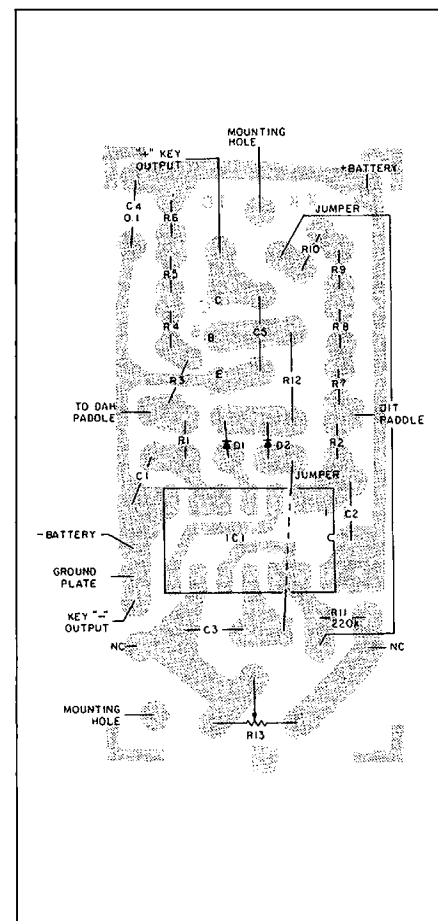 "+" KEY
OUTPUT
MOUNTING
HOLE
+BATTERY
C4
0.1
R6
JUMPER
R10
R9
R5
C
R4
B
C5
R8
E
R3
R12
R7
TO DAH
PADDLE
DIT
PADDLE
R1
D1
D2
R2
C1
JUMPER
C2
1
-BATTERY
IC1
GROUND
PLATE
KEY "-"
OUTPUT
C3
R11
220K
NC
NC
MOUNTING
HOLE
R13